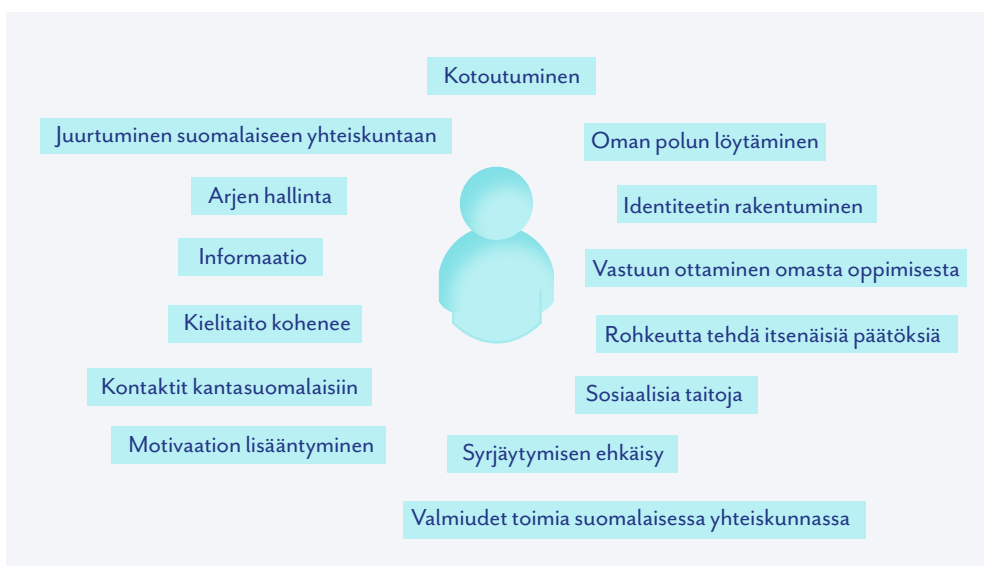 Kotoutuminen
Juurtuminen suomalaiseen yhteiskuntaan
Oman polun löytäminen
Arjen hallinta
Identiteetin rakentuminen
Informaatio
Vastuun ottaminen omasta oppimisesta
Kielitaito kohenee
Rohkeutta tehdä itsenäisiä päätöksiä
Kontaktit kantasuomalaisiin
Sosiaalisia taitoja
Motivaation lisääntyminen
Syrjäytymisen ehkäisy
Valmiudet toimia suomalaisessa yhteiskunnassa